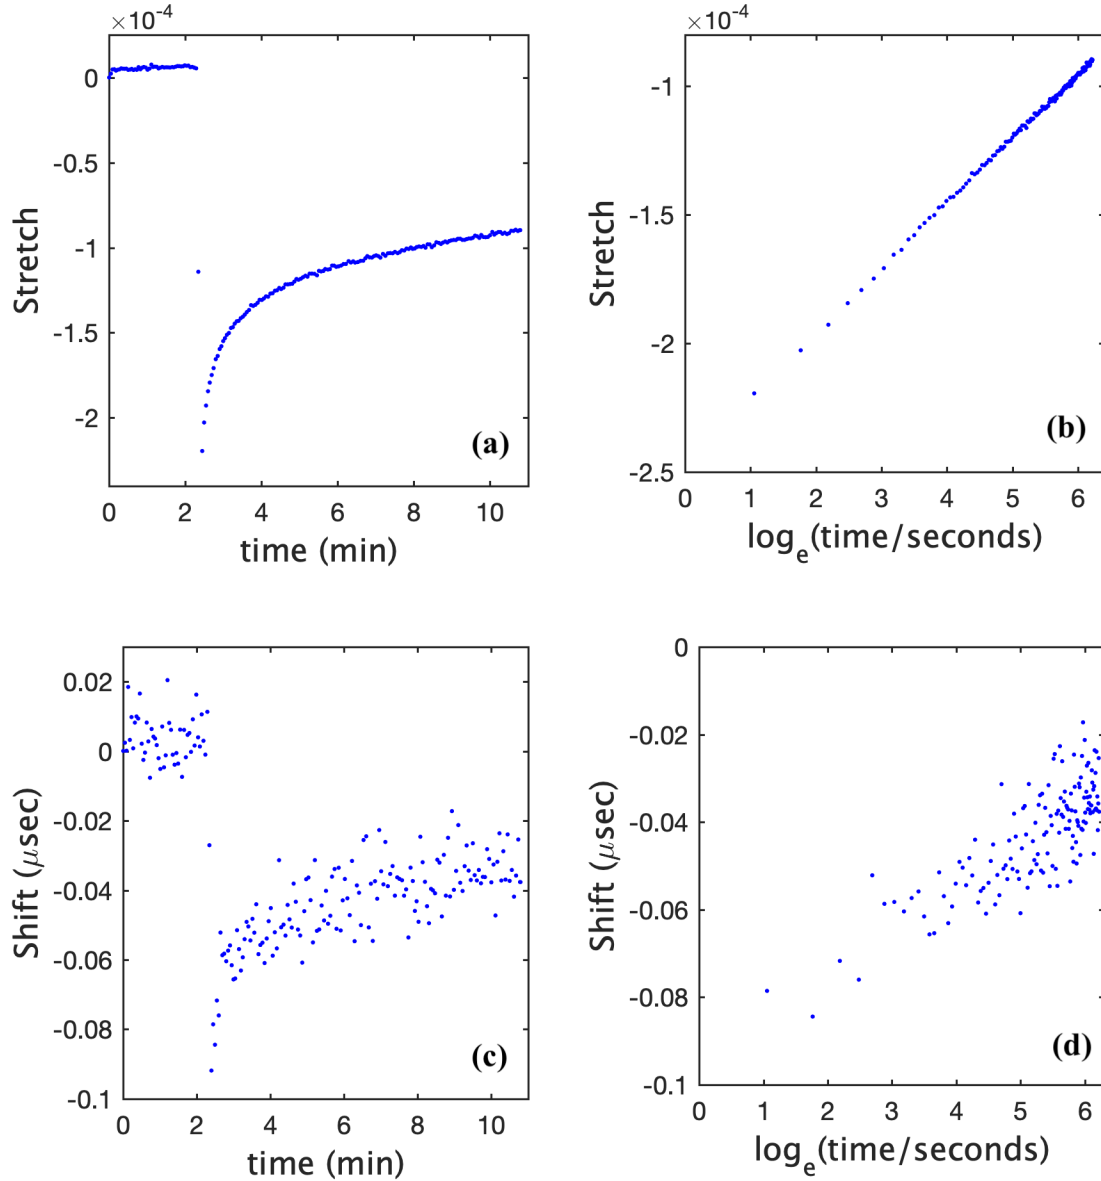 ×10⁻⁴
0
-0.5
-1
-1.5
-2
Stretch
(a)
0 2 4 6 8 10
time (min)
×10⁻⁴
-1
-1.5
-2
-2.5
Stretch
(b)
0 1 2 3 4 5 6
logₑ(time/seconds)
0.02
0
-0.02
-0.04
-0.06
-0.08
-0.1
Shift (μsec)
(c)
0 2 4 6 8 10
time (min)
0
-0.02
-0.04
-0.06
-0.08
-0.1
Shift (μsec)
(d)
0 1 2 3 4 5 6
logₑ(time/seconds)